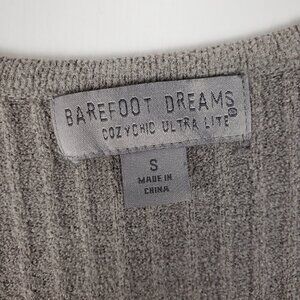 BAREFOOT DREAMS®
COZYCHIC ULTRA LITE®
S
MADE IN
CHINA